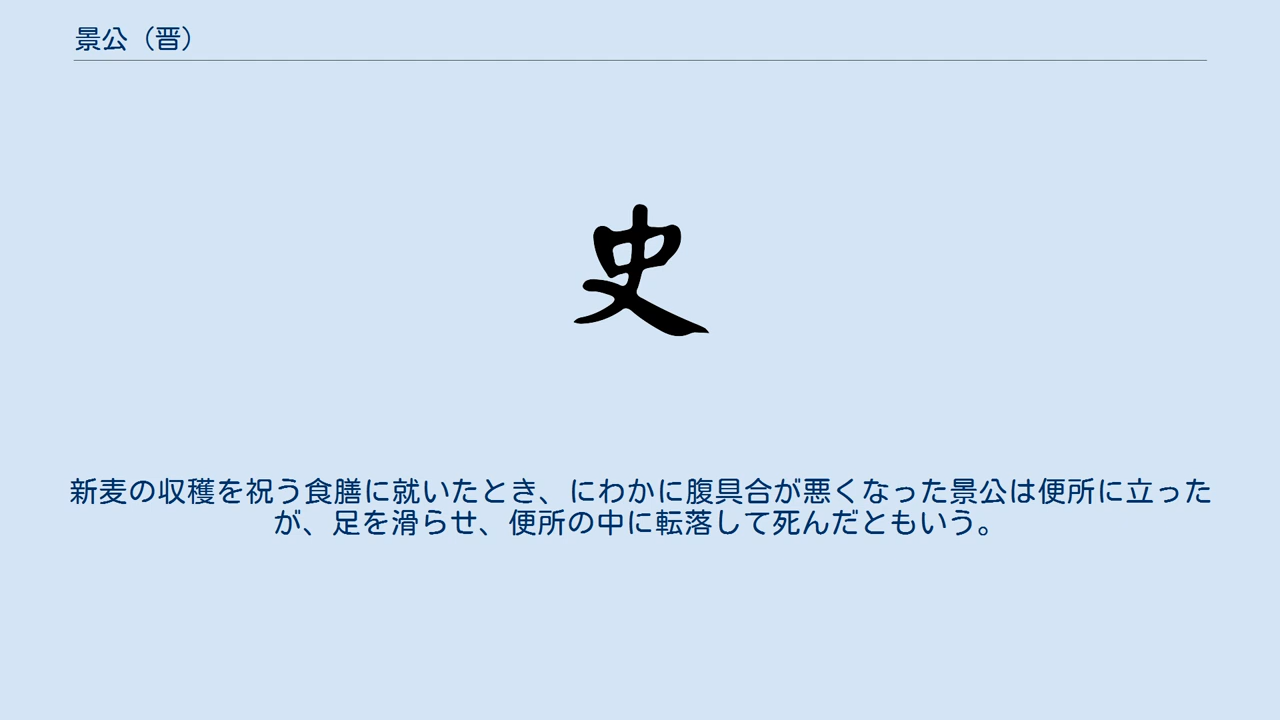 景公（晋）
史
新麦の収穫を祝う食膳に就いたとき、にわかに腹具合が悪くなった景公は便所に立った
が、足を滑らせ、便所の中に転落して死んだともいう。